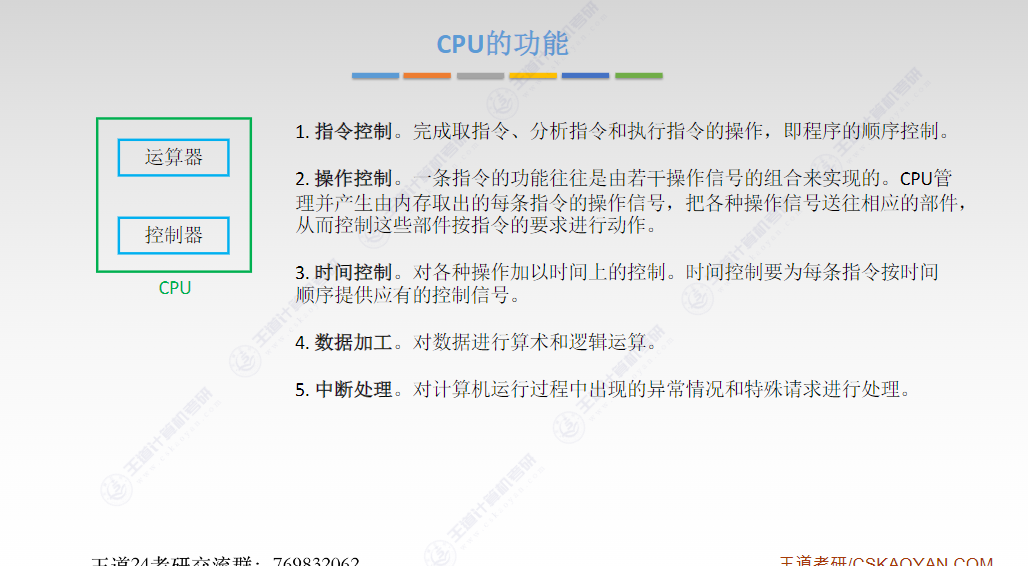 CPU的功能
运算器
控制器
CPU
1. 指令控制。完成取指令、分析指令和执行指令的操作，即程序的顺序控制。
2. 操作控制。一条指令的功能往往是由若干操作信号的组合来实现的。CPU管
理并产生由内存取出的每条指令的操作信号，把各种操作信号送往相应的部件，
从而控制这些部件按指令的要求进行动作。
3. 时间控制。对各种操作加以时间上的控制。时间控制要为每条指令按时间
顺序提供应有的控制信号。
4. 数据加工。对数据进行算术和逻辑运算。
5. 中断处理。对计算机运行过程中出现的异常情况和特殊请求进行处理。
王道计算机考研
王道24考研交流群：769832062
王道考研/CSKAOYAN.COM